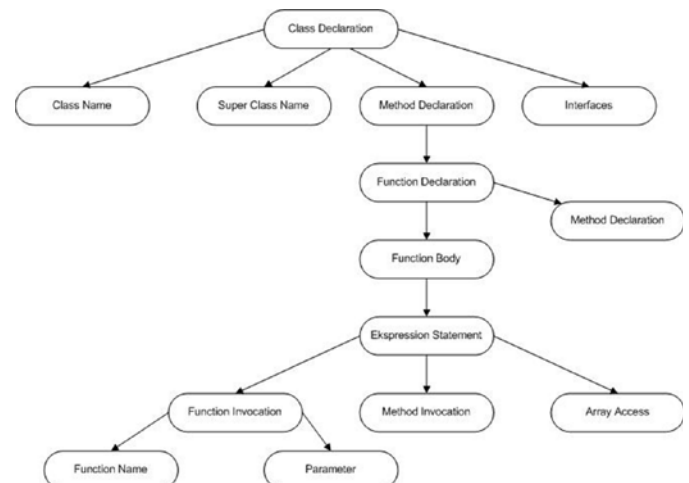 Class Declaration
Class Name
Super Class Name
Method Declaration
Interfaces
Function Declaration
Method Declaration
Function Body
Ekspression Statement
Function Invocation
Method Invocation
Array Access
Function Name
Parameter